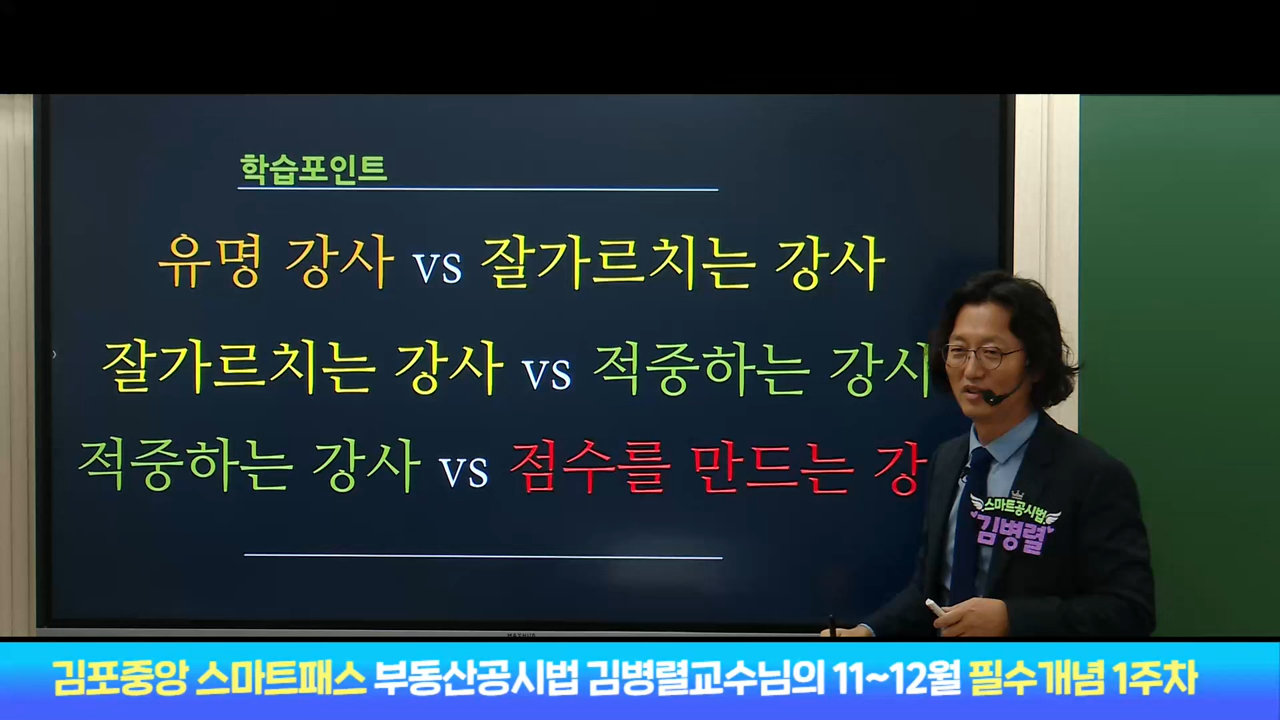 학습포인트
유명 강사 vs 잘가르치는 강사
잘가르치는 강사 vs 적중하는 강사
적중하는 강사 vs 점수를 만드는 강
스마트공시법
김병렬
김포중앙 스마트패스 부동산공시법 김병렬교수님의 11~12월 필수개념 1주차